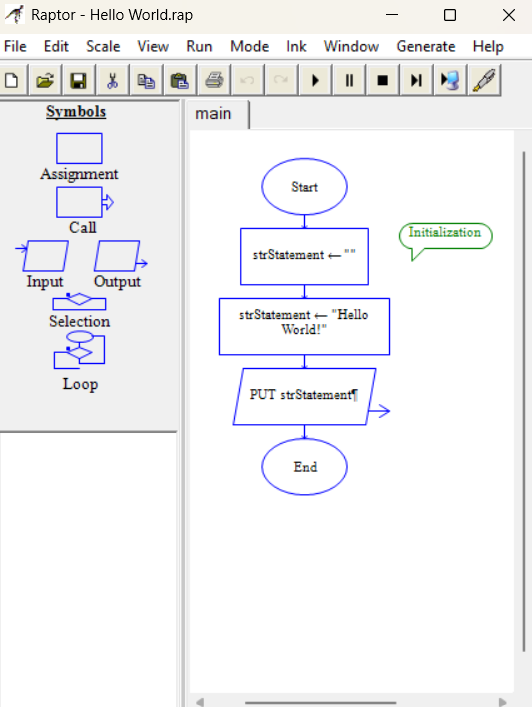 Raptor - Hello World.rap
File Edit Scale View Run Mode Ink Window Generate Help
Symbols
Assignment
Call
Input Output
Selection
Loop
main
Start
strStatement ← ""
Initialization
strStatement ← "Hello
World!"
PUT strStatement¶
End